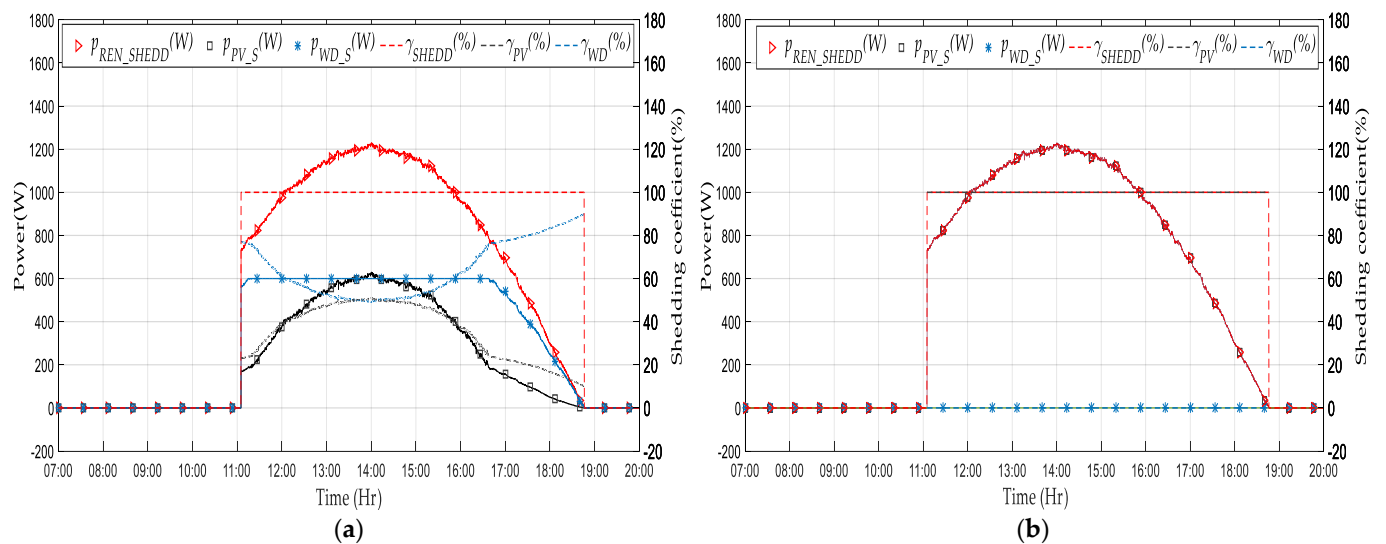 1800 180
p_REN_SHEDD(W) p_PV_S(W) p_WD_S(W) γ_SHEDD(%) γ_PV(%) γ_WD(%)
1600 160
1400 140
1200 120
1000 100
800 80
600 60
400 40
200 20
0 0
-200 -20
07:00 08:00 09:00 10:00 11:00 12:00 13:00 14:00 15:00 16:00 17:00 18:00 19:00 20:00
Power(W)
Shedding coefficient(%)
Time (Hr)
(a)
1800 180
p_REN_SHEDD(W) p_PV_S(W) p_WD_S(W) γ_SHEDD(%) γ_PV(%) γ_WD(%)
1600 160
1400 140
1200 120
1000 100
800 80
600 60
400 40
200 20
0 0
-200 -20
07:00 08:00 09:00 10:00 11:00 12:00 13:00 14:00 15:00 16:00 17:00 18:00 19:00 20:00
Power(W)
Shedding coefficient(%)
Time (Hr)
(b)